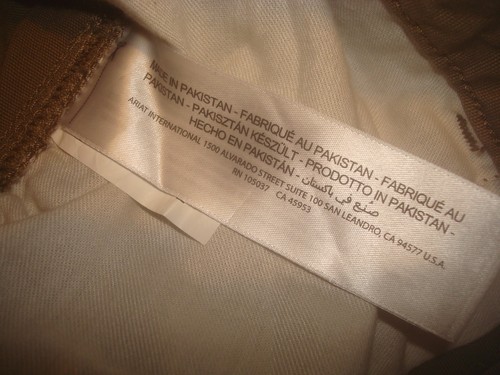 MADE IN PAKISTAN - FABRIQUÉ AU PAKISTAN - FABRIQUÉ AU
PAKISTAN - PAKISZTÁN KÉSZÜLT - PRODOTTO IN PAKISTAN -
HECHO EN PAKISTÁN - صنع في باكستان
ARIAT INTERNATIONAL 1500 ALVARADO STREET SUITE 100 SAN LEANDRO, CA 94577 U.S.A.
RN 105037
CA 45953